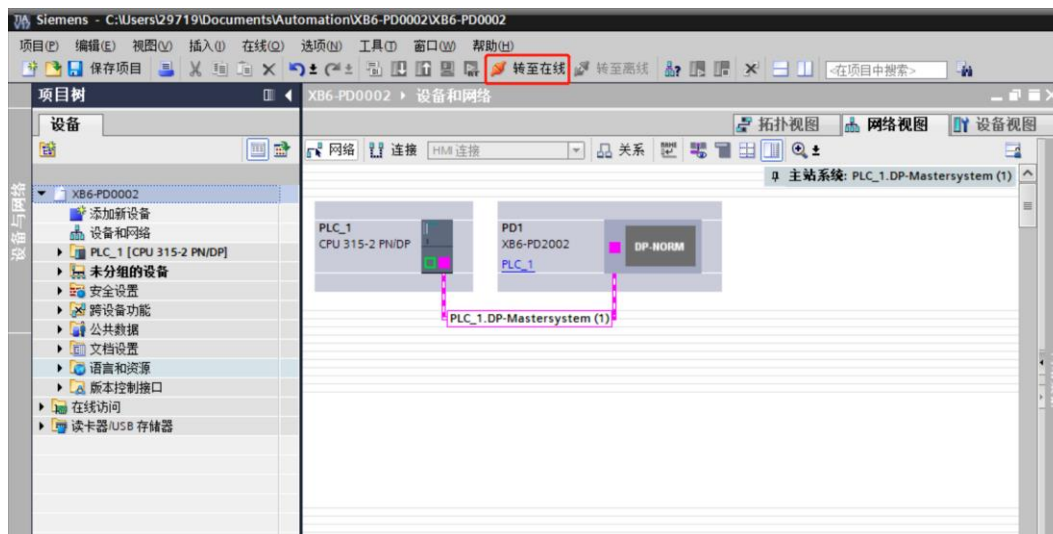 Siemens - C:\Users\29719\Documents\Automation\XB6-PD0002\XB6-PD0002
项目(P) 编辑(E) 视图(V) 插入(I) 在线(O) 选项(N) 工具(T) 窗口(W) 帮助(H)
保存项目 转至在线 转至离线 <在项目中搜索>
项目树
XB6-PD0002 ▸ 设备和网络
设备
拓扑视图 网络视图 设备视图
网络 连接 HMI 连接 关系
主站系统: PLC_1.DP-Mastersystem (1)
设备与网络
XB6-PD0002
添加新设备
设备和网络
PLC_1 [CPU 315-2 PN/DP]
未分组的设备
安全设置
跨设备功能
公共数据
文档设置
语言和资源
版本控制接口
在线访问
读卡器/USB 存储器
PLC_1
CPU 315-2 PN/DP
PD1
XB6-PD2002
PLC_1
DP-NORM
PLC_1.DP-Mastersystem (1)